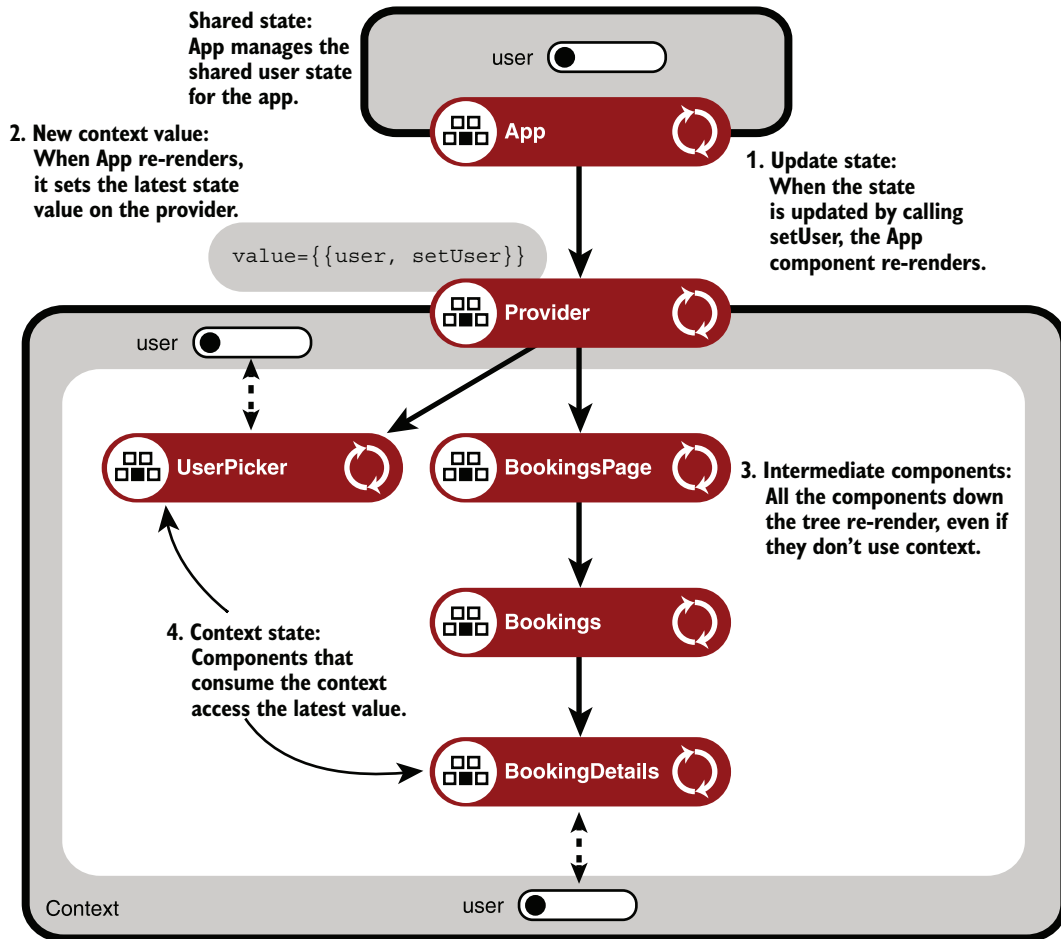 Shared state:
App manages the
shared user state
for the app.
user
App
2. New context value:
When App re-renders,
it sets the latest state
value on the provider.
1. Update state:
When the state
is updated by calling
setUser, the App
component re-renders.
value={{user, setUser}}
Provider
user
UserPicker
BookingsPage
3. Intermediate components:
All the components down
the tree re-render, even if
they don’t use context.
Bookings
4. Context state:
Components that
consume the context
access the latest value.
BookingDetails
Context
user